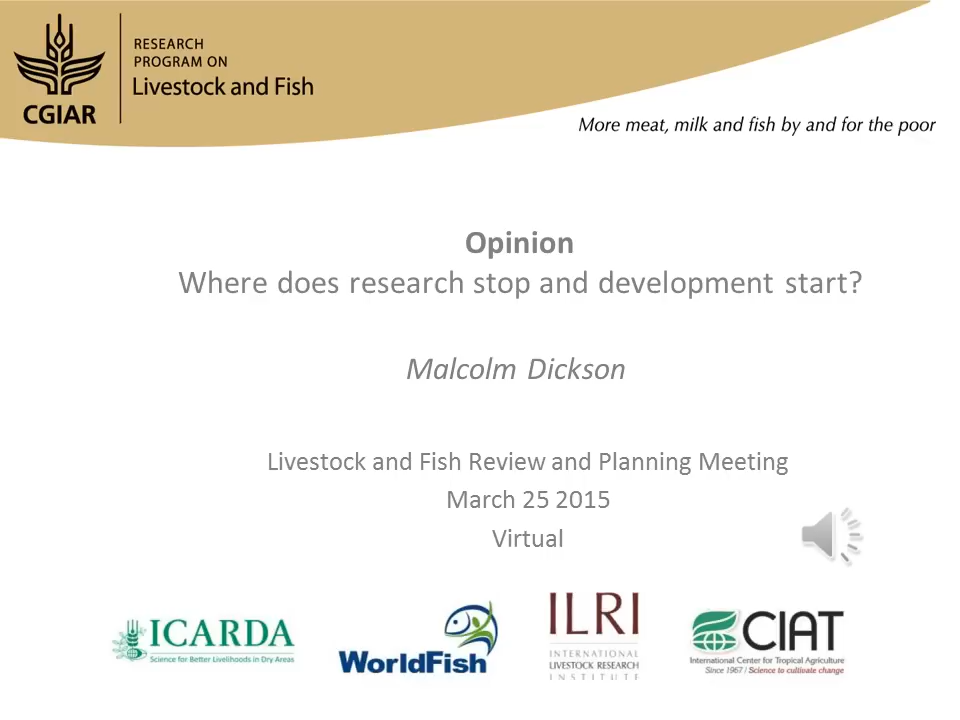 RESEARCH
PROGRAM ON
Livestock and Fish
CGIAR
More meat, milk and fish by and for the poor
Opinion
Where does research stop and development start?
Malcolm Dickson
Livestock and Fish Review and Planning Meeting
March 25 2015
Virtual
ICARDA
Science for Better Livelihoods in Dry Areas
WorldFish
ILRI
INTERNATIONAL
LIVESTOCK RESEARCH
INSTITUTE
CIAT
International Center for Tropical Agriculture
Since 1967 / Science to cultivate change